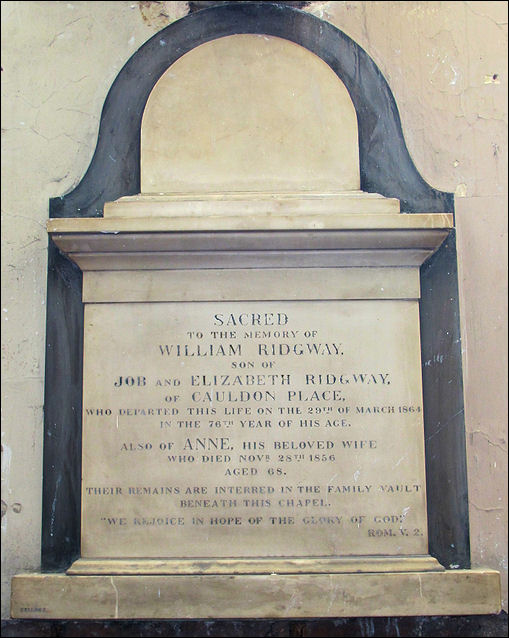 SACRED
TO THE MEMORY OF
WILLIAM RIDGWAY,
SON OF
JOB AND ELIZABETH RIDGWAY,
OF CAULDON PLACE,
WHO DEPARTED THIS LIFE ON THE 29TH OF MARCH 1864
IN THE 76TH YEAR OF HIS AGE.
ALSO OF ANNE, HIS BELOVED WIFE
WHO DIED NOVR 28TH 1856
AGED 68.
THEIR REMAINS ARE INTERRED IN THE FAMILY VAULT
BENEATH THIS CHAPEL.
"WE REJOICE IN HOPE OF THE GLORY OF GOD"
ROM. V. 2.